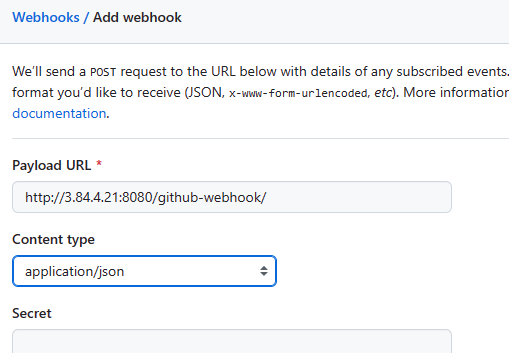 Webhooks / Add webhook
We'll send a POST request to the URL below with details of any subscribed events.
format you'd like to receive (JSON, x-www-form-urlencoded, etc). More information
documentation.
Payload URL *
http://3.84.4.21:8080/github-webhook/
Content type
application/json
Secret